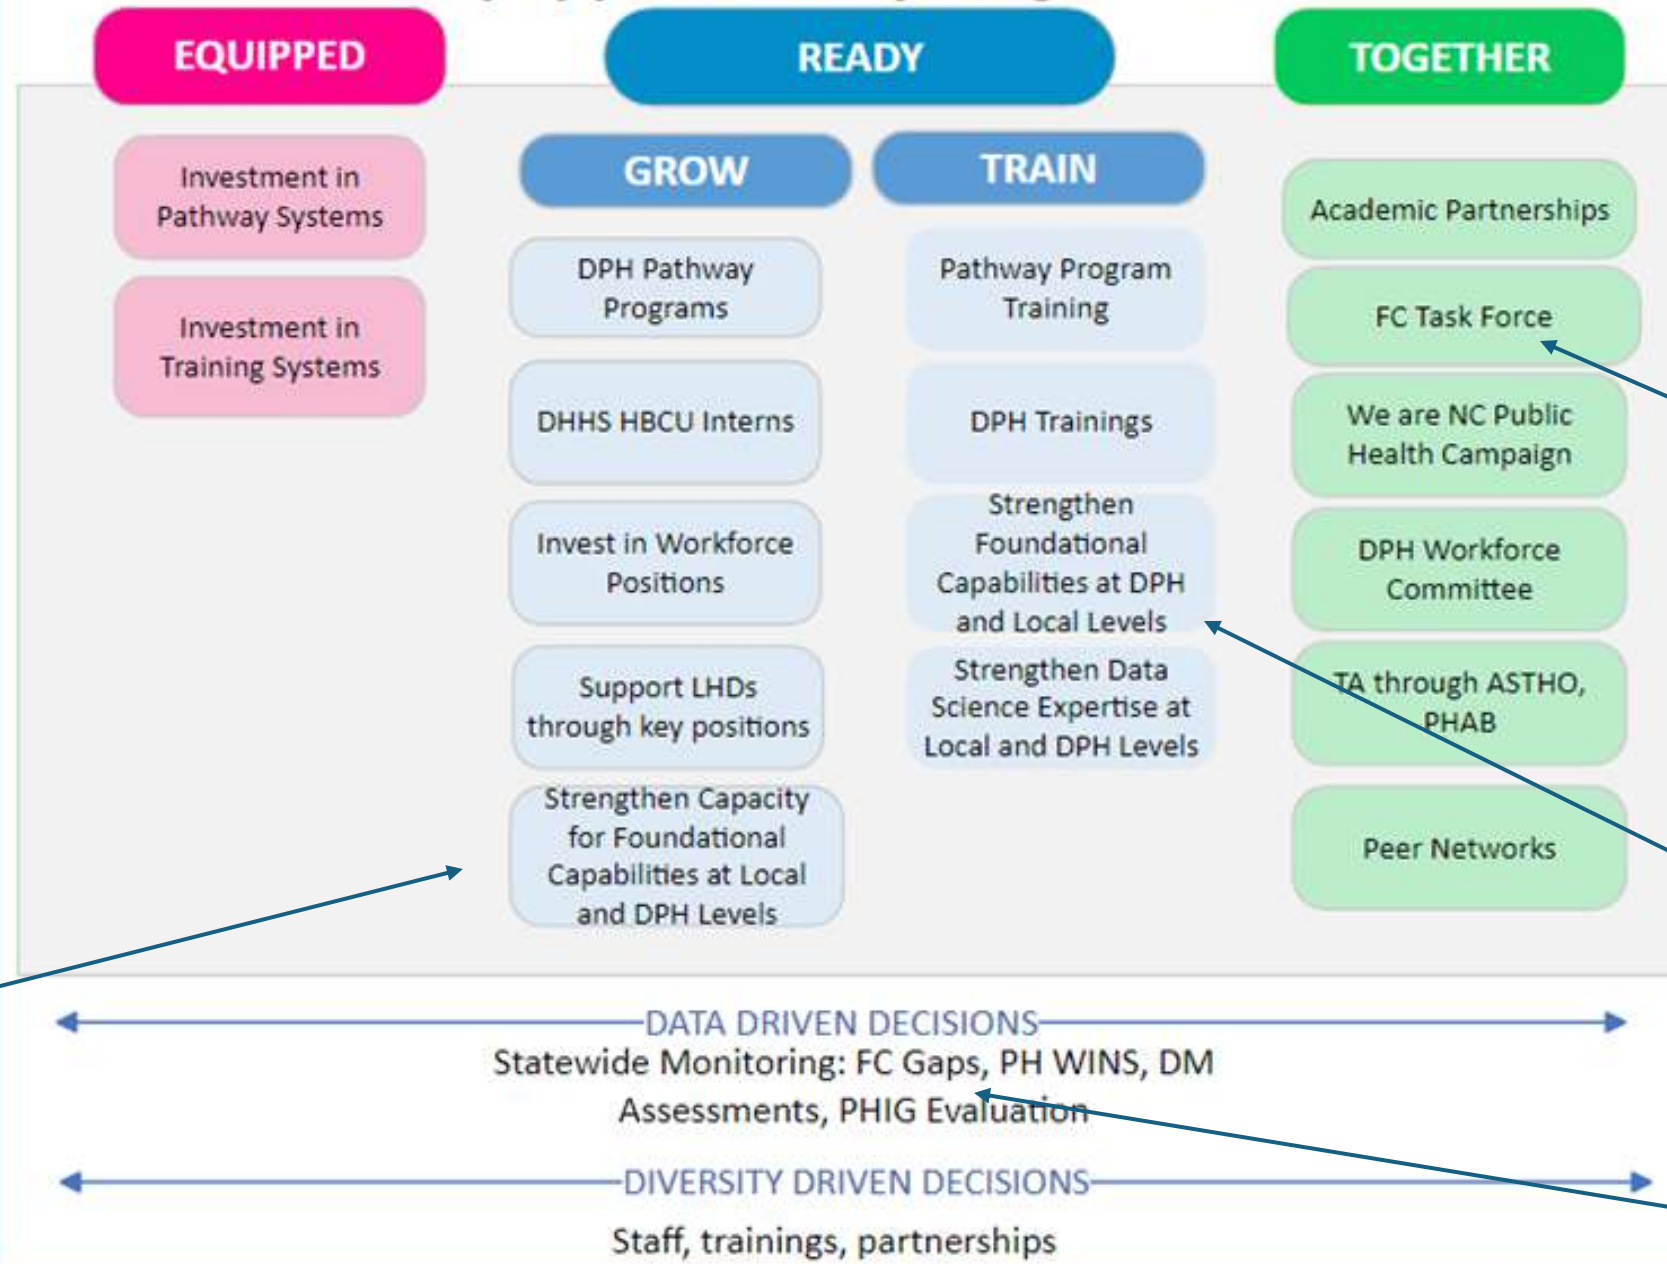 EQUIPPED
Investment in
Pathway Systems
Investment in
Training Systems
READY
GROW
DPH Pathway
Programs
DHHS HBCU Interns
Invest in Workforce
Positions
Support LHDs
through key positions
Strengthen Capacity
for Foundational
Capabilities at Local
and DPH Levels
TRAIN
Pathway Program
Training
DPH Trainings
Strengthen
Foundational
Capabilities at DPH
and Local Levels
Strengthen Data
Science Expertise at
Local and DPH Levels
TOGETHER
Academic Partnerships
FC Task Force
We are NC Public
Health Campaign
DPH Workforce
Committee
TA through ASTHO,
PHAB
Peer Networks
DATA DRIVEN DECISIONS
Statewide Monitoring: FC Gaps, PH WINS, DM
Assessments, PHIG Evaluation
DIVERSITY DRIVEN DECISIONS
Staff, trainings, partnerships